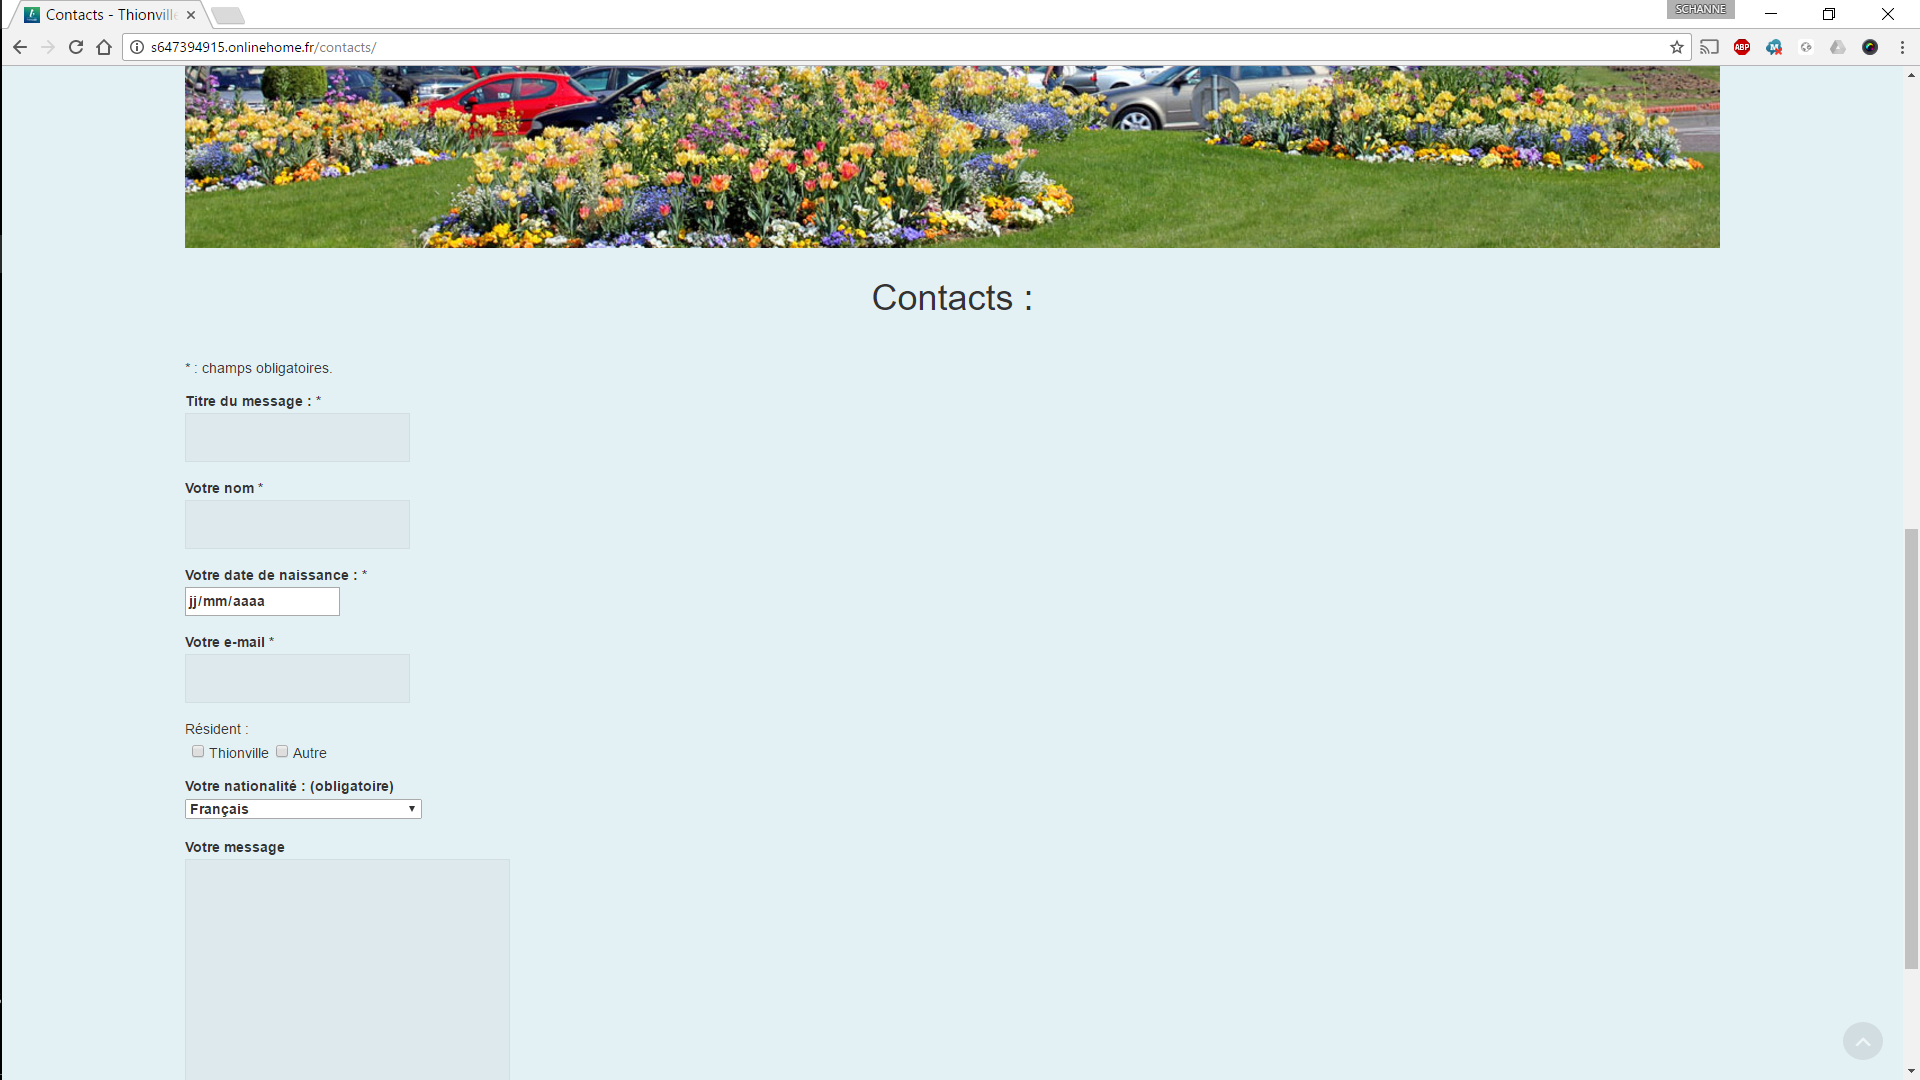 SCHANNE
Contacts - Thionville
s647394915.onlinehome.fr/contacts/
ABP
Contacts :
* : champs obligatoires.
Titre du message : *
Votre nom *
Votre date de naissance : *
jj/mm/aaaa
Votre e-mail *
Résident :
Thionville Autre
Votre nationalité : (obligatoire)
Français
Votre message